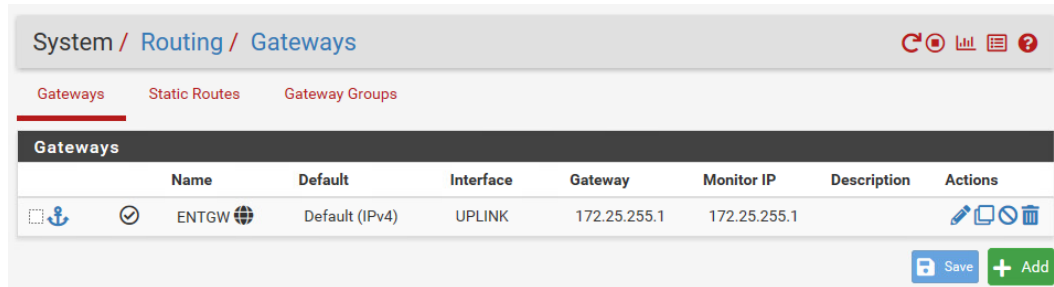 System / Routing / Gateways
Gateways Static Routes Gateway Groups
Gateways
Name Default Interface Gateway Monitor IP Description Actions
ENTGW Default (IPv4) UPLINK 172.25.255.1 172.25.255.1
Save Add